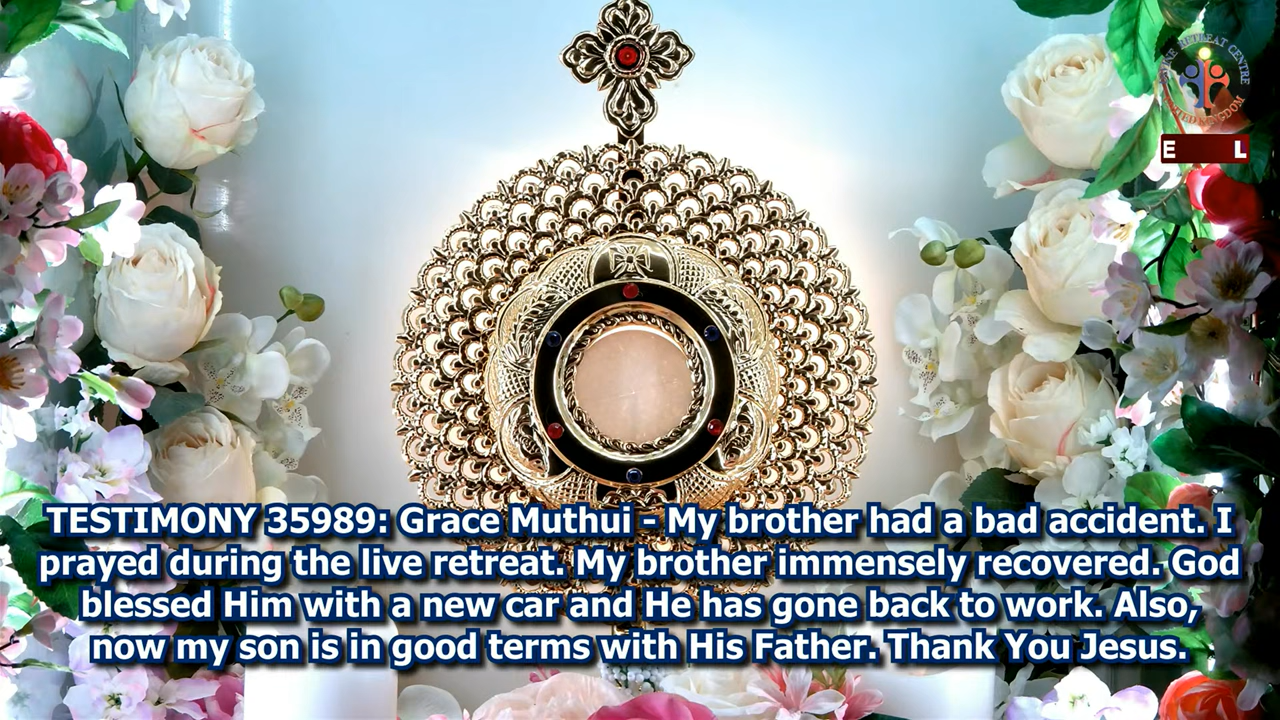 RETREAT CENTRE
E L
TESTIMONY 35989: Grace Muthui - My brother had a bad accident. I
prayed during the live retreat. My brother immensely recovered. God
blessed Him with a new car and He has gone back to work. Also,
now my son is in good terms with His Father. Thank You Jesus.